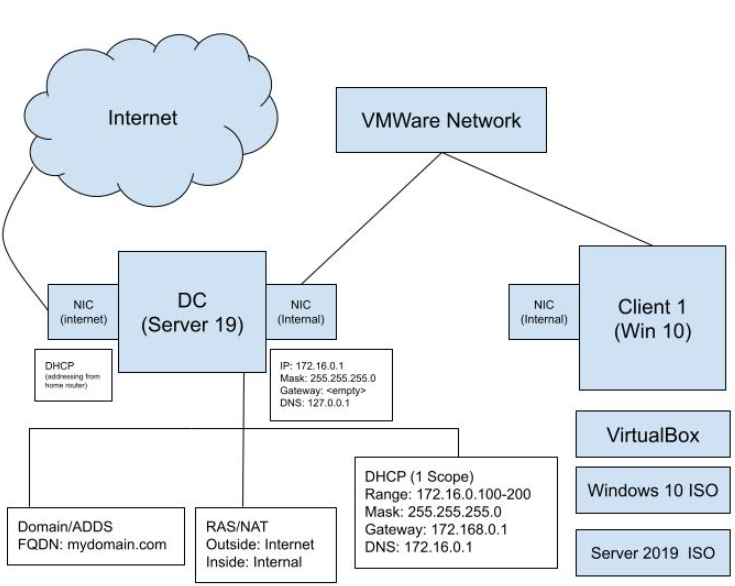 Internet
VMWare Network
NIC
(internet)
DC
(Server 19)
NIC
(Internal)
NIC
(Internal)
Client 1
(Win 10)
DHCP
(addressing from
home router)
IP: 172.16.0.1
Mask: 255.255.255.0
Gateway: <empty>
DNS: 127.0.0.1
VirtualBox
Windows 10 ISO
Server 2019 ISO
Domain/ADDS
FQDN: mydomain.com
RAS/NAT
Outside: Internet
Inside: Internal
DHCP (1 Scope)
Range: 172.16.0.100-200
Mask: 255.255.255.0
Gateway: 172.168.0.1
DNS: 172.16.0.1